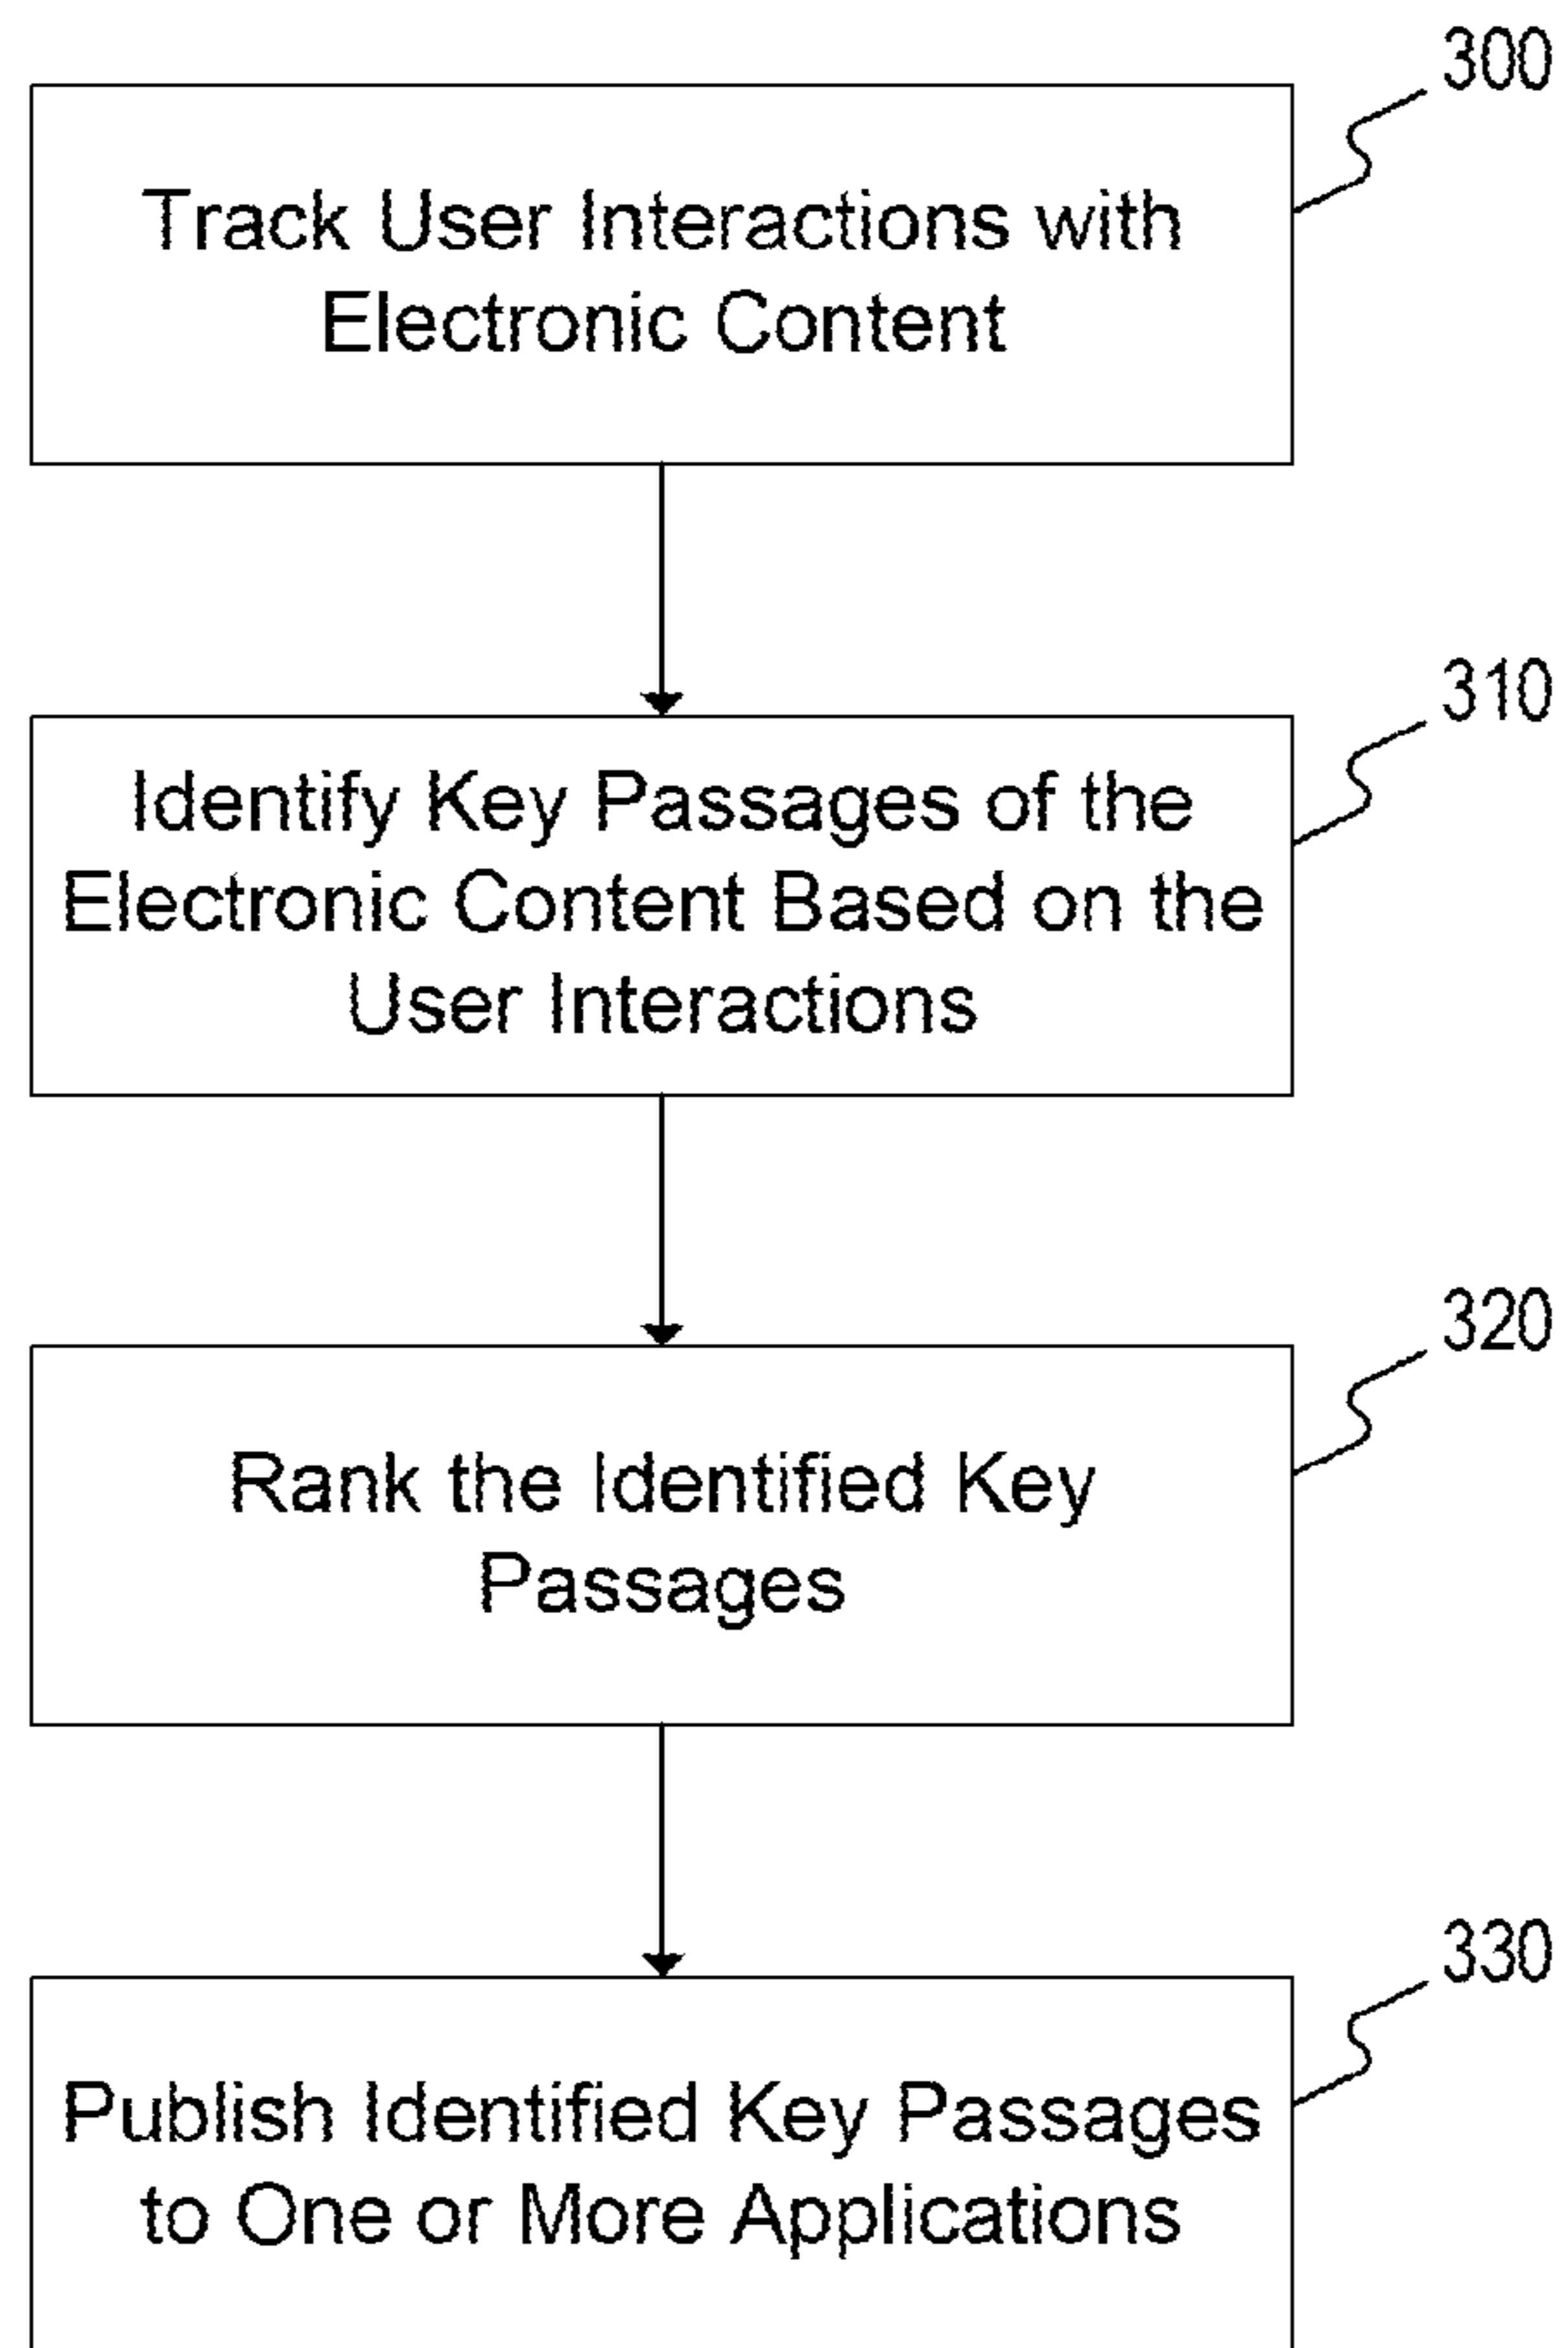 300
Track User Interactions with
Electronic Content
310
Identify Key Passages of the
Electronic Content Based on the
User Interactions
320
Rank the Identified Key
Passages
330
Publish Identified Key Passages
to One or More Applications